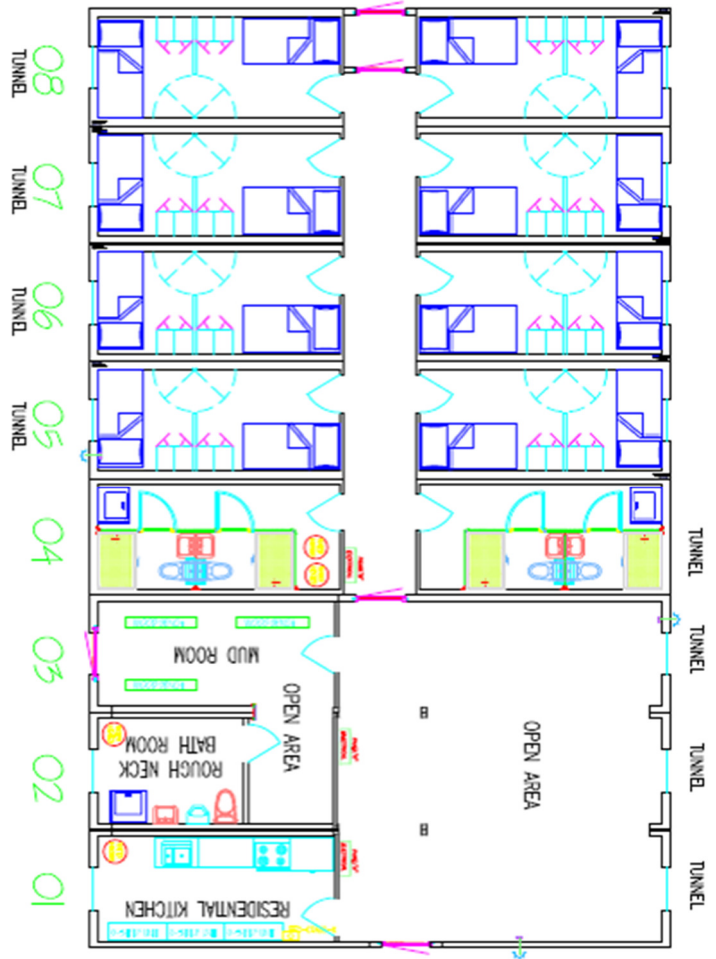 08
TUNNEL
07
TUNNEL
06
TUNNEL
05
TUNNEL
04
TUNNEL
03
TUNNEL
MUD ROOM
OPEN AREA
OPEN AREA
02
TUNNEL
ROUGH NECK
BATH ROOM
01
TUNNEL
RESIDENTIAL KITCHEN